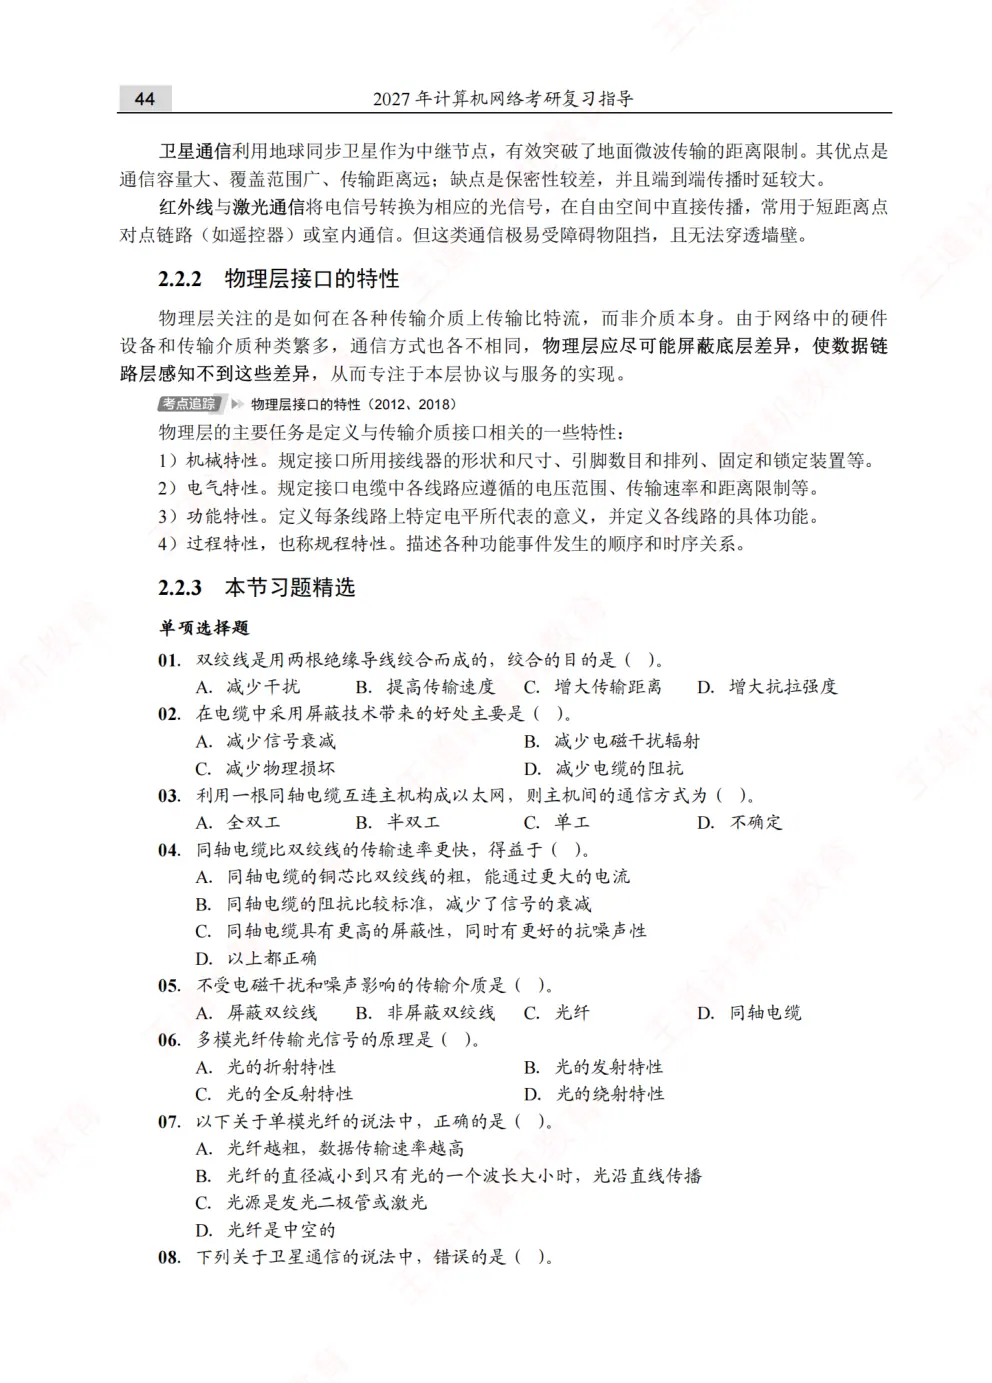 44
2027 年计算机网络考研复习指导
卫星通信利用地球同步卫星作为中继节点，有效突破了地面微波传输的距离限制。其优点是
通信容量大、覆盖范围广、传输距离远；缺点是保密性较差，并且端到端传播时延较大。
红外线与激光通信将电信号转换为相应的光信号，在自由空间中直接传播，常用于短距离点
对点链路（如遥控器）或室内通信。但这类通信极易受障碍物阻挡，且无法穿透墙壁。
2.2.2 物理层接口的特性
物理层关注的是如何在各种传输介质上传输比特流，而非介质本身。由于网络中的硬件
设备和传输介质种类繁多，通信方式也各不相同，物理层应尽可能屏蔽底层差异，使数据链
路层感知不到这些差异，从而专注于本层协议与服务的实现。
考点追踪 物理层接口的特性（2012、2018）
物理层的主要任务是定义与传输介质接口相关的一些特性：
1）机械特性。规定接口所用接线器的形状和尺寸、引脚数目和排列、固定和锁定装置等。
2）电气特性。规定接口电缆中各线路应遵循的电压范围、传输速率和距离限制等。
3）功能特性。定义每条线路上特定电平所代表的意义，并定义各线路的具体功能。
4）过程特性，也称规程特性。描述各种功能事件发生的顺序和时序关系。
2.2.3 本节习题精选
单项选择题
01. 双绞线是用两根绝缘导线绞合而成的，绞合的目的是（ ）。
A. 减少干扰 B. 提高传输速度 C. 增大传输距离 D. 增大抗拉强度
02. 在电缆中采用屏蔽技术带来的好处主要是（ ）。
A. 减少信号衰减 B. 减少电磁干扰辐射
C. 减少物理损坏 D. 减少电缆的阻抗
03. 利用一根同轴电缆互连主机构成以太网，则主机间的通信方式为（ ）。
A. 全双工 B. 半双工 C. 单工 D. 不确定
04. 同轴电缆比双绞线的传输速率更快，得益于（ ）。
A. 同轴电缆的铜芯比双绞线的粗，能通过更大的电流
B. 同轴电缆的阻抗比较标准，减少了信号的衰减
C. 同轴电缆具有更高的屏蔽性，同时有更好的抗噪声性
D. 以上都正确
05. 不受电磁干扰和噪声影响的传输介质是（ ）。
A. 屏蔽双绞线 B. 非屏蔽双绞线 C. 光纤 D. 同轴电缆
06. 多模光纤传输光信号的原理是（ ）。
A. 光的折射特性 B. 光的发射特性
C. 光的全反射特性 D. 光的绕射特性
07. 以下关于单模光纤的说法中，正确的是（ ）。
A. 光纤越粗，数据传输速率越高
B. 光纤的直径减小到只有光的一个波长大小时，光沿直线传播
C. 光源是发光二极管或激光
D. 光纤是中空的
08. 下列关于卫星通信的说法中，错误的是（ ）。